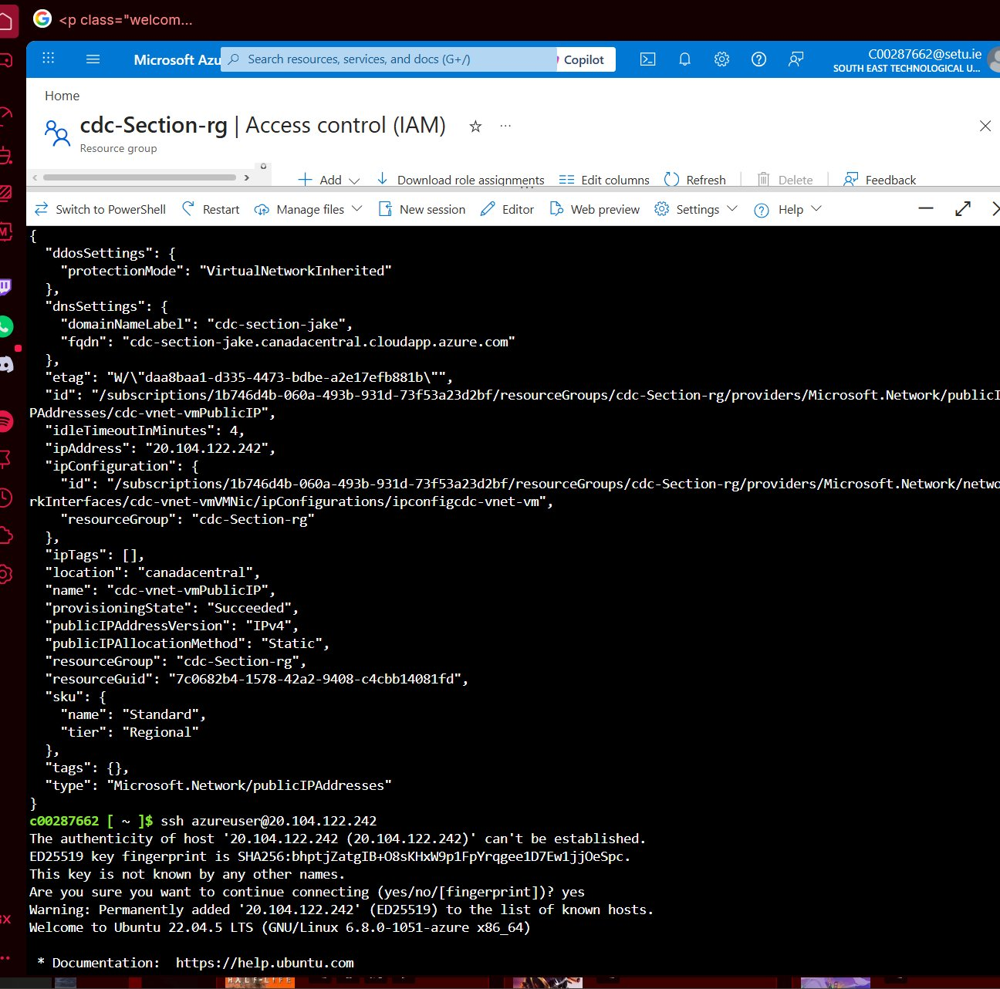 <p class="welcom...
Microsoft Azu
Search resources, services, and docs (G+/)
Copilot
C00287662@setu.ie
SOUTH EAST TECHNOLOGICAL U...
Home
cdc-Section-rg | Access control (IAM)
Resource group
Add
Download role assignments
Edit columns
Refresh
Delete
Feedback
Switch to PowerShell
Restart
Manage files
New session
Editor
Web preview
Settings
Help
{
"ddosSettings": {
"protectionMode": "VirtualNetworkInherited"
},
"dnsSettings": {
"domainNameLabel": "cdc-section-jake",
"fqdn": "cdc-section-jake.canadacentral.cloudapp.azure.com"
},
"etag": "W/\"daa8baa1-d335-4473-bdbe-a2e17efb881b\"",
"id": "/subscriptions/1b746d4b-060a-493b-931d-73f53a23d2bf/resourceGroups/cdc-Section-rg/providers/Microsoft.Network/publicI
PAddresses/cdc-vnet-vmPublicIP",
"idleTimeoutInMinutes": 4,
"ipAddress": "20.104.122.242",
"ipConfiguration": {
"id": "/subscriptions/1b746d4b-060a-493b-931d-73f53a23d2bf/resourceGroups/cdc-Section-rg/providers/Microsoft.Network/netwo
rkInterfaces/cdc-vnet-vmVMNic/ipConfigurations/ipconfigcdc-vnet-vm",
"resourceGroup": "cdc-Section-rg"
},
"ipTags": [],
"location": "canadacentral",
"name": "cdc-vnet-vmPublicIP",
"provisioningState": "Succeeded",
"publicIPAddressVersion": "IPv4",
"publicIPAllocationMethod": "Static",
"resourceGroup": "cdc-Section-rg",
"resourceGuid": "7c0682b4-1578-42a2-9408-c4cbb14081fd",
"sku": {
"name": "Standard",
"tier": "Regional"
},
"tags": {},
"type": "Microsoft.Network/publicIPAddresses"
}
c00287662 [ ~ ]$ ssh azureuser@20.104.122.242
The authenticity of host '20.104.122.242 (20.104.122.242)' can't be established.
ED25519 key fingerprint is SHA256:bhptjZatgIB+O8sKHxW9p1FpYrqgee1D7Ew1jjOeSpc.
This key is not known by any other names.
Are you sure you want to continue connecting (yes/no/[fingerprint])? yes
Warning: Permanently added '20.104.122.242' (ED25519) to the list of known hosts.
Welcome to Ubuntu 22.04.5 LTS (GNU/Linux 6.8.0-1051-azure x86_64)
* Documentation: https://help.ubuntu.com
HALF-LIFE